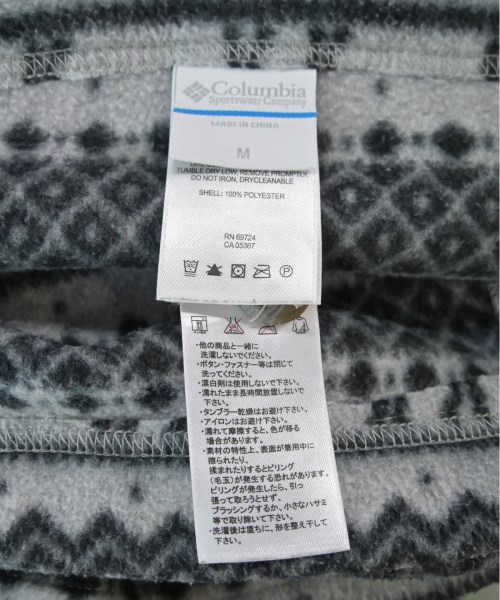 Columbia
Sportswear Company
MADE IN CHINA
M
TUMBLE DRY LOW, REMOVE PROMPTLY,
DO NOT IRON, DRYCLEANABLE
SHELL: 100% POLYESTER
RN 69724
CA 05367
・他の商品と一緒に
洗濯しないでください。
・ボタン・ファスナー等は閉じて
洗ってください。
・漂白剤は使用しないで下さい。
・濡れたまま長時間放置しないで
下さい。
・タンブラー乾燥はお避け下さい。
・アイロンはお避け下さい。
・濡れて摩擦すると、色が移る
場合があります。
・素材の特性上、表面が着用中に
擦られたり、
揉まれたりするとピリング
(毛玉)が発生する恐れがあります。
ピリングが発生したら、引っ
張って取ろうとせず、
ブラッシングするか、小さなハサミ
等で取り除いて下さい。
・洗濯後は直ちに、形を整え干して
下さい。